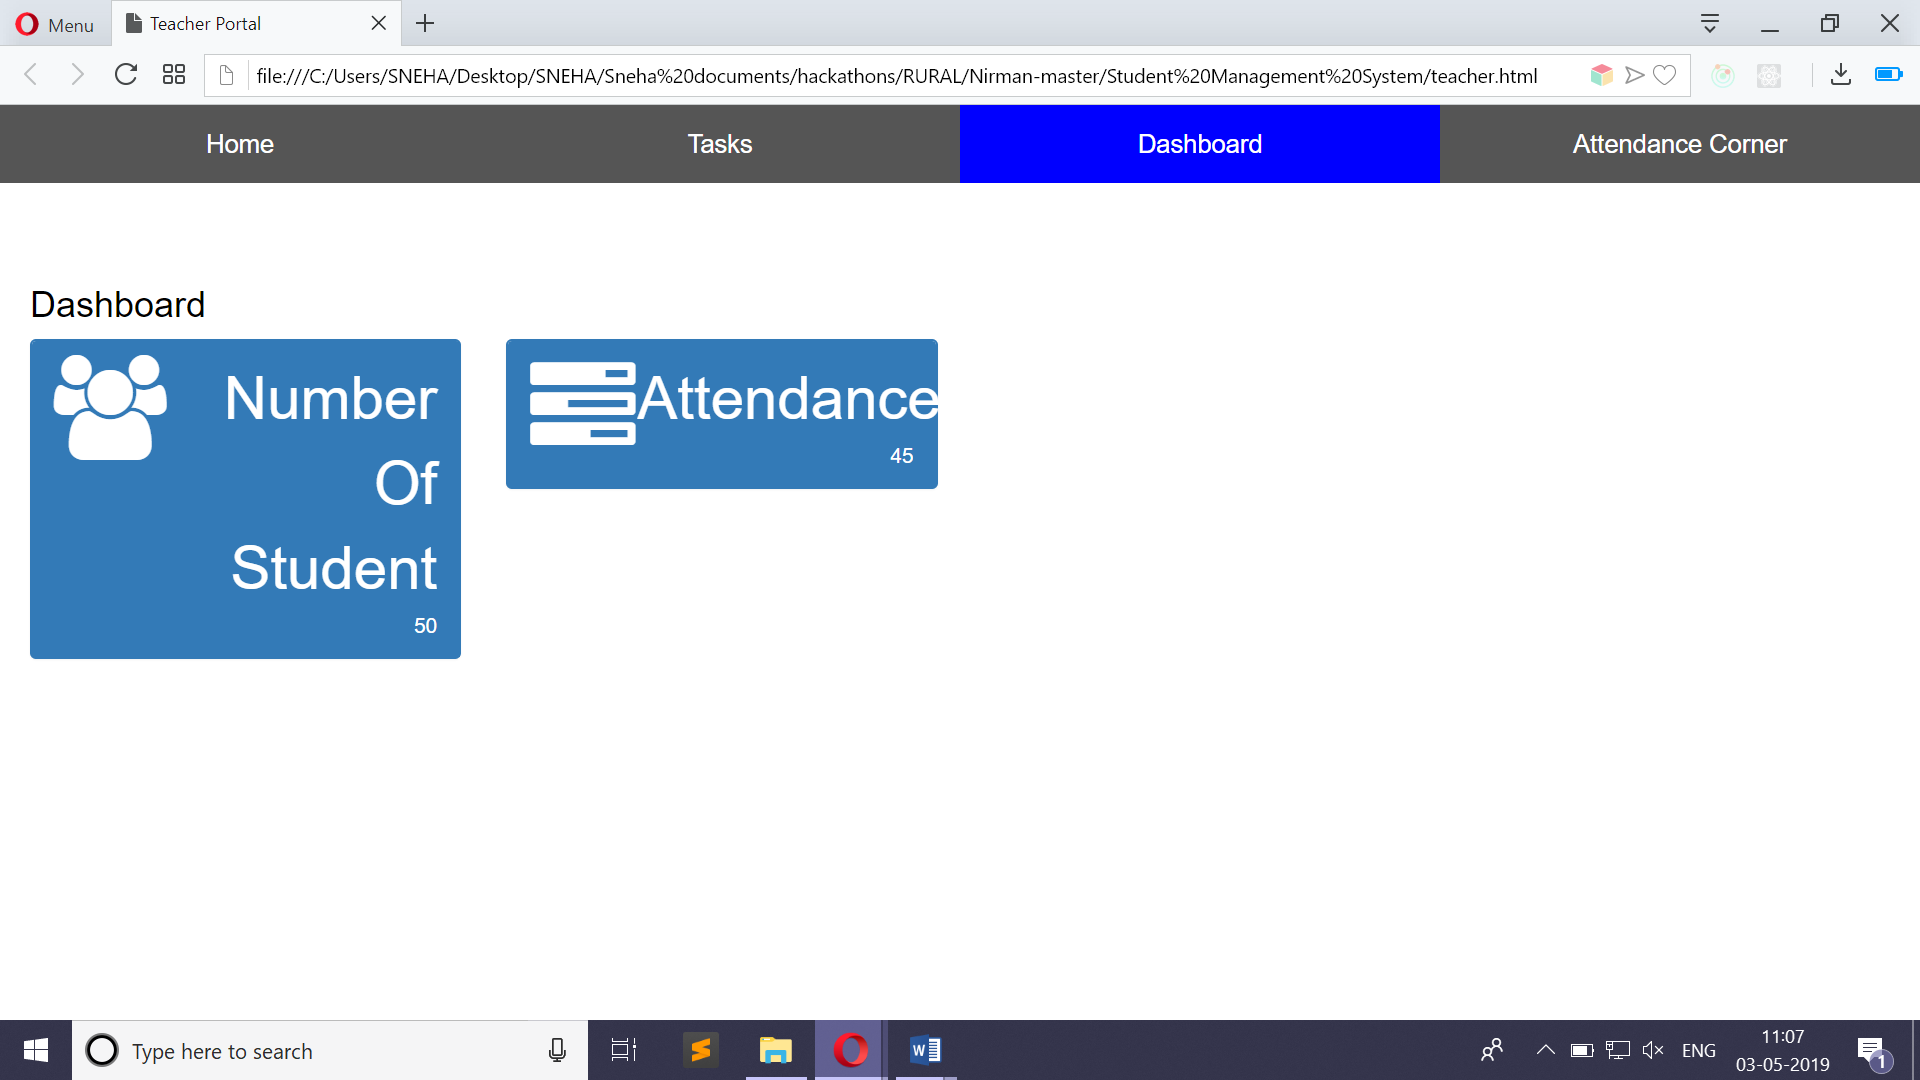 Menu
Teacher Portal
file:///C:/Users/SNEHA/Desktop/SNEHA/Sneha%20documents/hackathons/RURAL/Nirman-master/Student%20Management%20System/teacher.html
Home
Tasks
Dashboard
Attendance Corner
Dashboard
Number
Of
Student
50
Attendance
45
Type here to search
W
ENG
11:07
03-05-2019
1